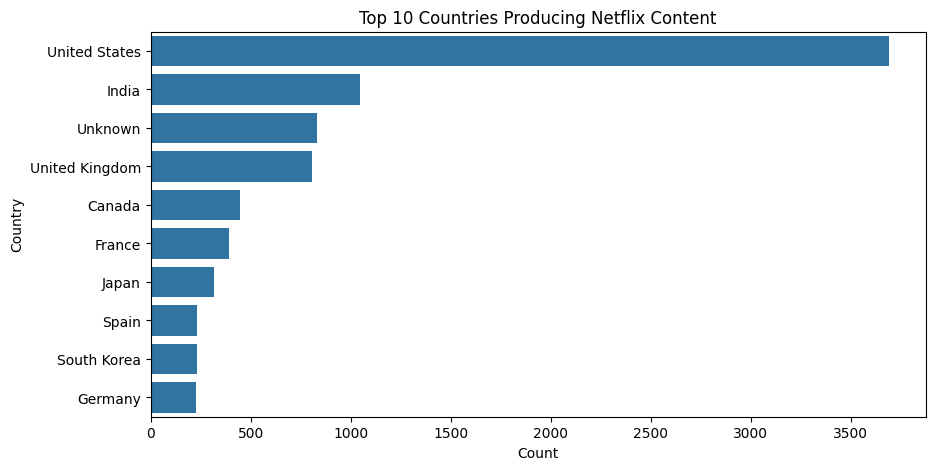 Top 10 Countries Producing Netflix Content
Country
United States
India
Unknown
United Kingdom
Canada
France
Japan
Spain
South Korea
Germany
0 500 1000 1500 2000 2500 3000 3500
Count